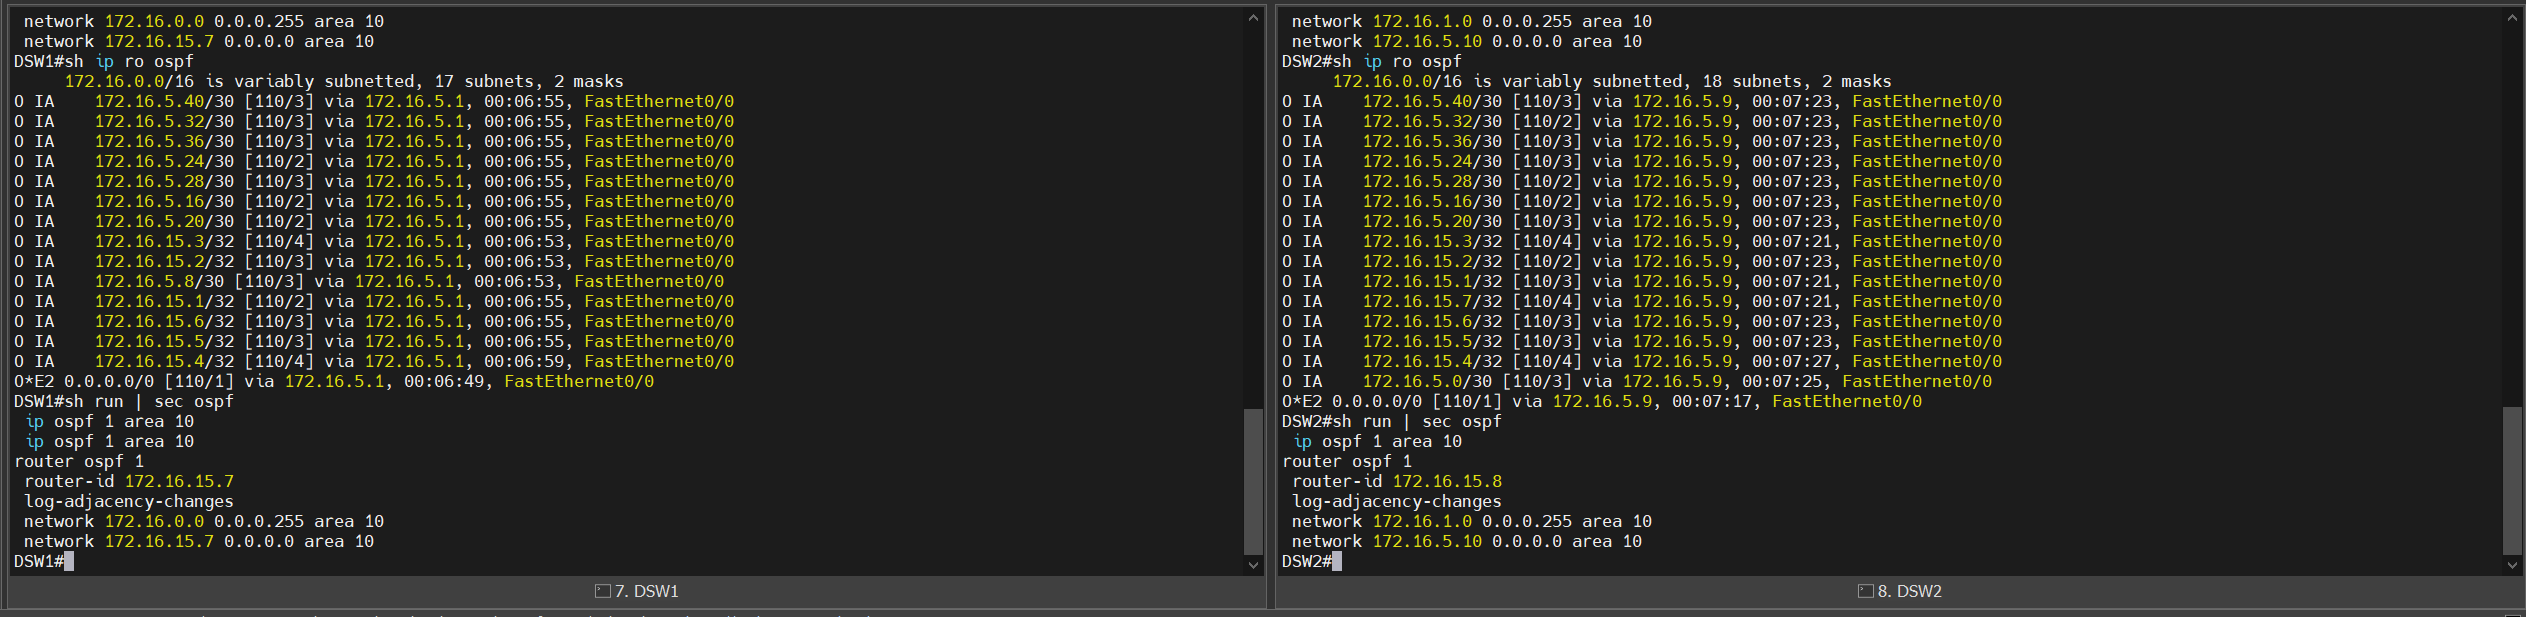 network 172.16.0.0 0.0.0.255 area 10
network 172.16.15.7 0.0.0.0 area 10
DSW1#sh ip ro ospf
172.16.0.0/16 is variably subnetted, 17 subnets, 2 masks
O IA    172.16.5.40/30 [110/3] via 172.16.5.1, 00:06:55, FastEthernet0/0
O IA    172.16.5.32/30 [110/3] via 172.16.5.1, 00:06:55, FastEthernet0/0
O IA    172.16.5.36/30 [110/3] via 172.16.5.1, 00:06:55, FastEthernet0/0
O IA    172.16.5.24/30 [110/2] via 172.16.5.1, 00:06:55, FastEthernet0/0
O IA    172.16.5.28/30 [110/3] via 172.16.5.1, 00:06:55, FastEthernet0/0
O IA    172.16.5.16/30 [110/2] via 172.16.5.1, 00:06:55, FastEthernet0/0
O IA    172.16.5.20/30 [110/2] via 172.16.5.1, 00:06:55, FastEthernet0/0
O IA    172.16.15.3/32 [110/4] via 172.16.5.1, 00:06:53, FastEthernet0/0
O IA    172.16.15.2/32 [110/3] via 172.16.5.1, 00:06:53, FastEthernet0/0
O IA    172.16.5.8/30 [110/3] via 172.16.5.1, 00:06:53, FastEthernet0/0
O IA    172.16.15.1/32 [110/2] via 172.16.5.1, 00:06:55, FastEthernet0/0
O IA    172.16.15.6/32 [110/3] via 172.16.5.1, 00:06:55, FastEthernet0/0
O IA    172.16.15.5/32 [110/3] via 172.16.5.1, 00:06:55, FastEthernet0/0
O IA    172.16.15.4/32 [110/4] via 172.16.5.1, 00:06:59, FastEthernet0/0
O*E2 0.0.0.0/0 [110/1] via 172.16.5.1, 00:06:49, FastEthernet0/0
DSW1#sh run | sec ospf
ip ospf 1 area 10
ip ospf 1 area 10
router ospf 1
router-id 172.16.15.7
log-adjacency-changes
network 172.16.0.0 0.0.0.255 area 10
network 172.16.15.7 0.0.0.0 area 10
DSW1#
7. DSW1
network 172.16.1.0 0.0.0.255 area 10
network 172.16.5.10 0.0.0.0 area 10
DSW2#sh ip ro ospf
172.16.0.0/16 is variably subnetted, 18 subnets, 2 masks
O IA    172.16.5.40/30 [110/3] via 172.16.5.9, 00:07:23, FastEthernet0/0
O IA    172.16.5.32/30 [110/2] via 172.16.5.9, 00:07:23, FastEthernet0/0
O IA    172.16.5.36/30 [110/3] via 172.16.5.9, 00:07:23, FastEthernet0/0
O IA    172.16.5.24/30 [110/3] via 172.16.5.9, 00:07:23, FastEthernet0/0
O IA    172.16.5.28/30 [110/2] via 172.16.5.9, 00:07:23, FastEthernet0/0
O IA    172.16.5.16/30 [110/2] via 172.16.5.9, 00:07:23, FastEthernet0/0
O IA    172.16.5.20/30 [110/3] via 172.16.5.9, 00:07:23, FastEthernet0/0
O IA    172.16.15.3/32 [110/4] via 172.16.5.9, 00:07:21, FastEthernet0/0
O IA    172.16.15.2/32 [110/2] via 172.16.5.9, 00:07:23, FastEthernet0/0
O IA    172.16.15.1/32 [110/3] via 172.16.5.9, 00:07:21, FastEthernet0/0
O IA    172.16.15.7/32 [110/4] via 172.16.5.9, 00:07:21, FastEthernet0/0
O IA    172.16.15.6/32 [110/3] via 172.16.5.9, 00:07:23, FastEthernet0/0
O IA    172.16.15.5/32 [110/3] via 172.16.5.9, 00:07:23, FastEthernet0/0
O IA    172.16.15.4/32 [110/4] via 172.16.5.9, 00:07:27, FastEthernet0/0
O IA    172.16.5.0/30 [110/3] via 172.16.5.9, 00:07:25, FastEthernet0/0
O*E2 0.0.0.0/0 [110/1] via 172.16.5.9, 00:07:17, FastEthernet0/0
DSW2#sh run | sec ospf
ip ospf 1 area 10
router ospf 1
router-id 172.16.15.8
log-adjacency-changes
network 172.16.1.0 0.0.0.255 area 10
network 172.16.5.10 0.0.0.0 area 10
DSW2#
8. DSW2